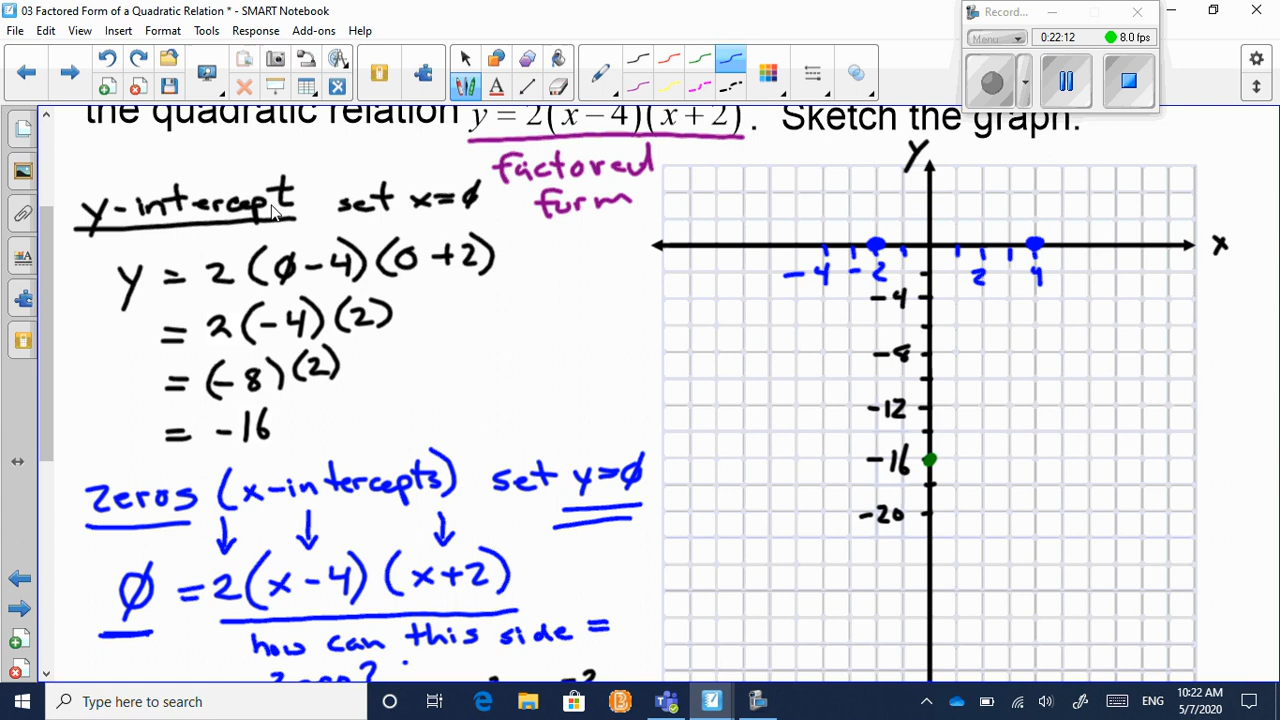 03 Factored Form of a Quadratic Relation * - SMART Notebook
File Edit View Insert Format Tools Response Add-ons Help
Record...
Menu 0:22:12 8.0 fps
the quadratic relation y = 2(x-4)(x+2). Sketch the graph.
factored
form
y-intercept set x=0
y = 2(0-4)(0+2)
= 2(-4)(2)
= (-8)(2)
= -16
zeros (x-intercepts) set y=0
0 = 2(x-4)(x+2)
how can this side =
zero?
y
x
-4 -2 2 4
-4
-8
-12
-16
-20
Type here to search
ENG
10:22 AM
5/7/2020